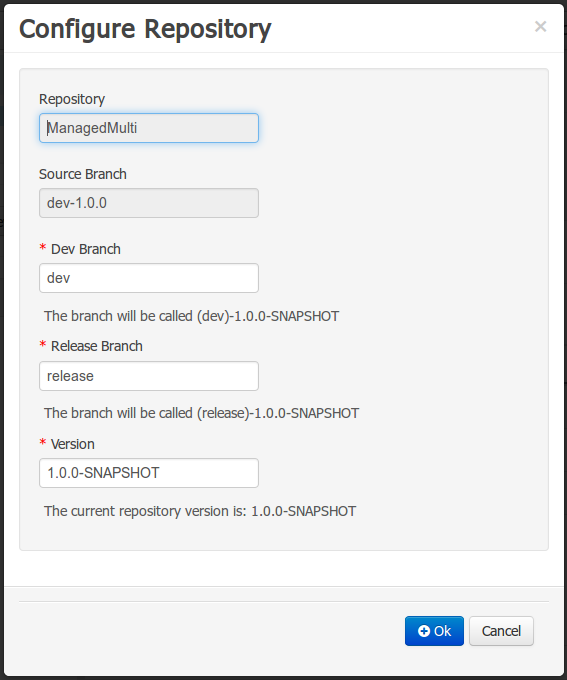 Configure Repository
×
Repository
ManagedMulti
Source Branch
dev-1.0.0
* Dev Branch
dev
The branch will be called (dev)-1.0.0-SNAPSHOT
* Release Branch
release
The branch will be called (release)-1.0.0-SNAPSHOT
* Version
1.0.0-SNAPSHOT
The current repository version is: 1.0.0-SNAPSHOT
Ok
Cancel